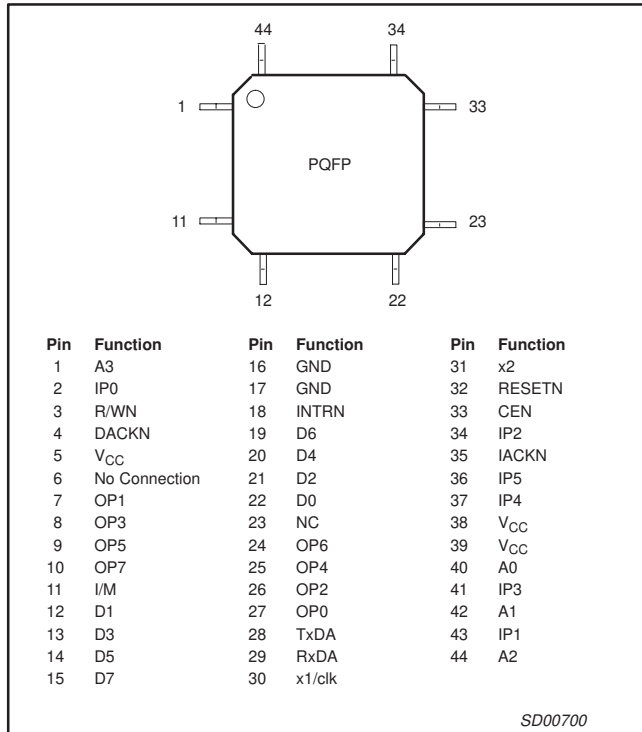 44 34
1 33
PQFP
11 23
12 22
Pin Function Pin Function Pin Function
1 A3 16 GND 31 x2
2 IP0 17 GND 32 RESETN
3 R/WN 18 INTRN 33 CEN
4 DACKN 19 D6 34 IP2
5 VCC 20 D4 35 IACKN
6 No Connection 21 D2 36 IP5
7 OP1 22 D0 37 IP4
8 OP3 23 NC 38 VCC
9 OP5 24 OP6 39 VCC
10 OP7 25 OP4 40 A0
11 I/M 26 OP2 41 IP3
12 D1 27 OP0 42 A1
13 D3 28 TxDA 43 IP1
14 D5 29 RxDA 44 A2
15 D7 30 x1/clk
SD00700